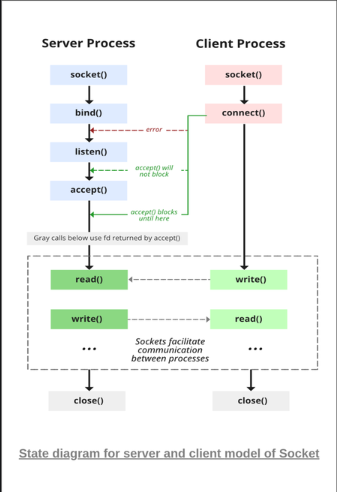 Server Process
Client Process
socket()
socket()
bind()
connect()
error
listen()
accept() will
not block
accept()
accept() blocks
until here
Gray calls below use fd returned by accept()
read()
write()
write()
read()
...
...
Sockets facilitate
communication
between processes
close()
close()
State diagram for server and client model of Socket